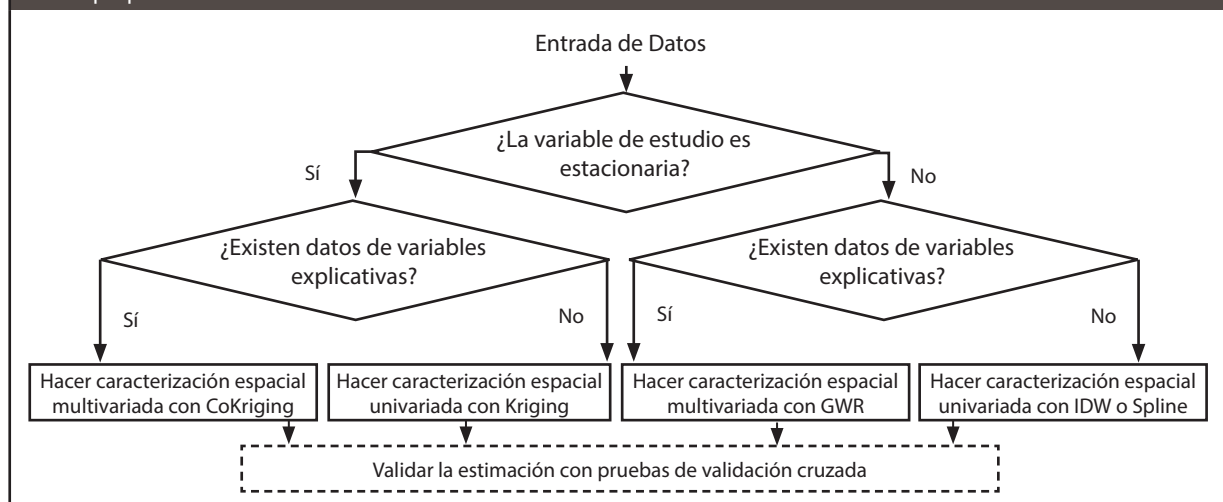 Entrada de Datos
¿La variable de estudio es
estacionaria?
Sí
No
¿Existen datos de variables
explicativas?
¿Existen datos de variables
explicativas?
Sí
No
Sí
No
Hacer caracterización espacial
multivariada con CoKriging
Hacer caracterización espacial
univariada con Kriging
Hacer caracterización espacial
multivariada con GWR
Hacer caracterización espacial
univariada con IDW o Spline
Validar la estimación con pruebas de validación cruzada